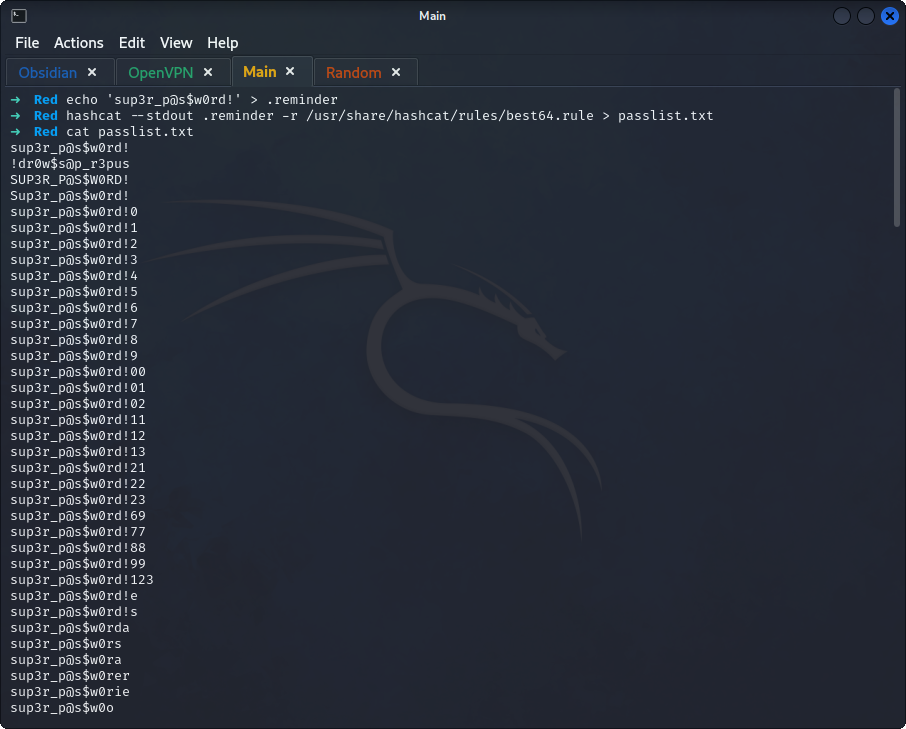 Main
File Actions Edit View Help
Obsidian × OpenVPN × Main × Random ×
→ Red echo 'sup3r_p@s$w0rd!' > .reminder
→ Red hashcat --stdout .reminder -r /usr/share/hashcat/rules/best64.rule > passlist.txt
→ Red cat passlist.txt
sup3r_p@s$w0rd!
!dr0w$s@p_r3pus
SUP3R_P@S$W0RD!
Sup3r_p@s$w0rd!
sup3r_p@s$w0rd!0
sup3r_p@s$w0rd!1
sup3r_p@s$w0rd!2
sup3r_p@s$w0rd!3
sup3r_p@s$w0rd!4
sup3r_p@s$w0rd!5
sup3r_p@s$w0rd!6
sup3r_p@s$w0rd!7
sup3r_p@s$w0rd!8
sup3r_p@s$w0rd!9
sup3r_p@s$w0rd!00
sup3r_p@s$w0rd!01
sup3r_p@s$w0rd!02
sup3r_p@s$w0rd!11
sup3r_p@s$w0rd!12
sup3r_p@s$w0rd!13
sup3r_p@s$w0rd!21
sup3r_p@s$w0rd!22
sup3r_p@s$w0rd!23
sup3r_p@s$w0rd!69
sup3r_p@s$w0rd!77
sup3r_p@s$w0rd!88
sup3r_p@s$w0rd!99
sup3r_p@s$w0rd!123
sup3r_p@s$w0rd!e
sup3r_p@s$w0rd!s
sup3r_p@s$w0rda
sup3r_p@s$w0rs
sup3r_p@s$w0ra
sup3r_p@s$w0rer
sup3r_p@s$w0rie
sup3r_p@s$w0o